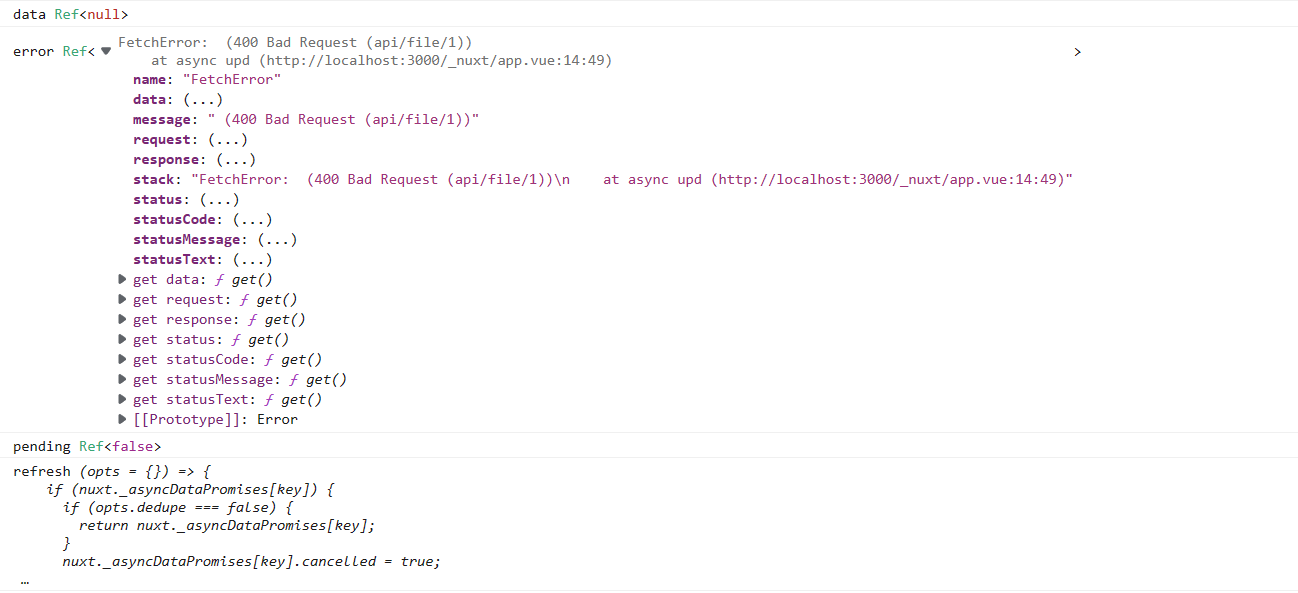 data Ref<null>
error Ref< ▼ FetchError:  (400 Bad Request (api/file/1)) >
    at async upd (http://localhost:3000/_nuxt/app.vue:14:49)
name: "FetchError"
data: (...)
message: " (400 Bad Request (api/file/1))"
request: (...)
response: (...)
stack: "FetchError:  (400 Bad Request (api/file/1))\n    at async upd (http://localhost:3000/_nuxt/app.vue:14:49)"
status: (...)
statusCode: (...)
statusMessage: (...)
statusText: (...)
▶ get data: ƒ get()
▶ get request: ƒ get()
▶ get response: ƒ get()
▶ get status: ƒ get()
▶ get statusCode: ƒ get()
▶ get statusMessage: ƒ get()
▶ get statusText: ƒ get()
▶ [[Prototype]]: Error
pending Ref<false>
refresh (opts = {}) => {
    if (nuxt._asyncDataPromises[key]) {
      if (opts.dedupe === false) {
        return nuxt._asyncDataPromises[key];
      }
      nuxt._asyncDataPromises[key].cancelled = true;
…